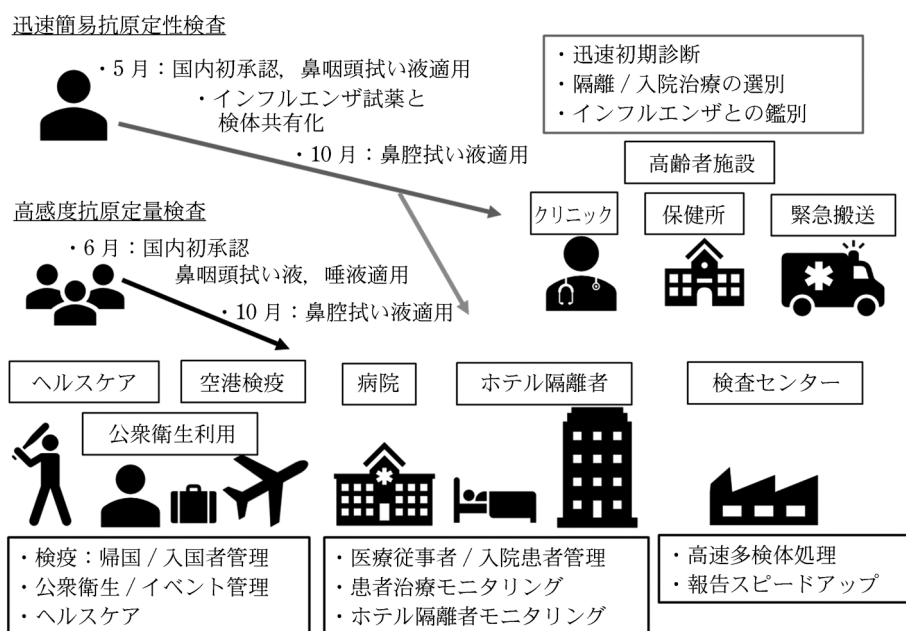 迅速簡易抗原定性検査
・5月：国内初承認，鼻咽頭拭い液適用
・インフルエンザ試薬と
検体共有化
・10月：鼻腔拭い液適用
・迅速初期診断
・隔離/入院治療の選別
・インフルエンザとの鑑別
高齢者施設
クリニック
保健所
緊急搬送
高感度抗原定量検査
・6月：国内初承認
鼻咽頭拭い液，唾液適用
・10月：鼻腔拭い液適用
ヘルスケア
空港検疫
病院
ホテル隔離者
検査センター
公衆衛生利用
・検疫：帰国/入国者管理
・公衆衛生/イベント管理
・ヘルスケア
・医療従事者/入院患者管理
・患者治療モニタリング
・ホテル隔離者モニタリング
・高速多検体処理
・報告スピードアップ